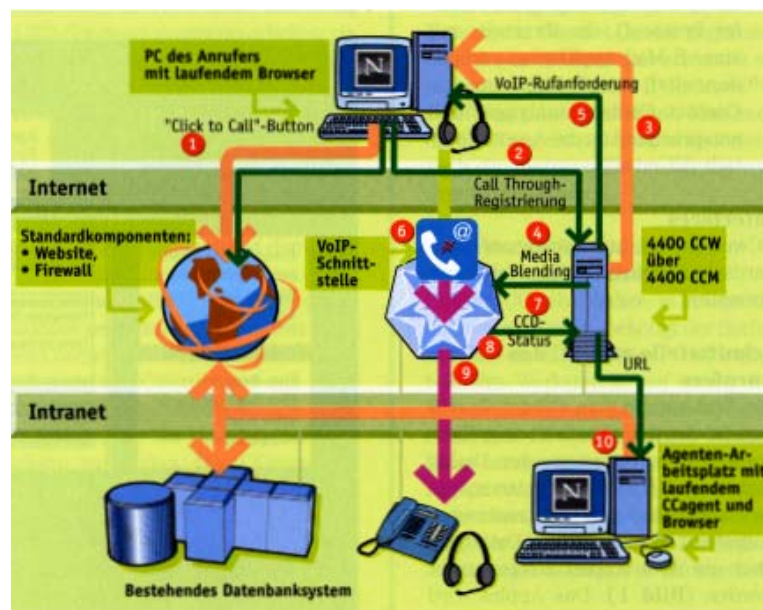 PC des Anrufers
mit laufendem Browser
"Click to Call"-Button
VoIP-Rufanforderung
1
2
5
3
Internet
Call Through-
Registrierung
Standardkomponenten:
• Website,
• Firewall
6
VoIP-
Schnitt-
stelle
@
4
Media
Blending
7
CCD-
Status
8
9
4400 CCW
über
4400 CCM
URL
Intranet
10
N
N
Agenten-Ar-
beitsplatz mit
laufendem
CCagent und
Browser
Bestehendes Datenbanksystem